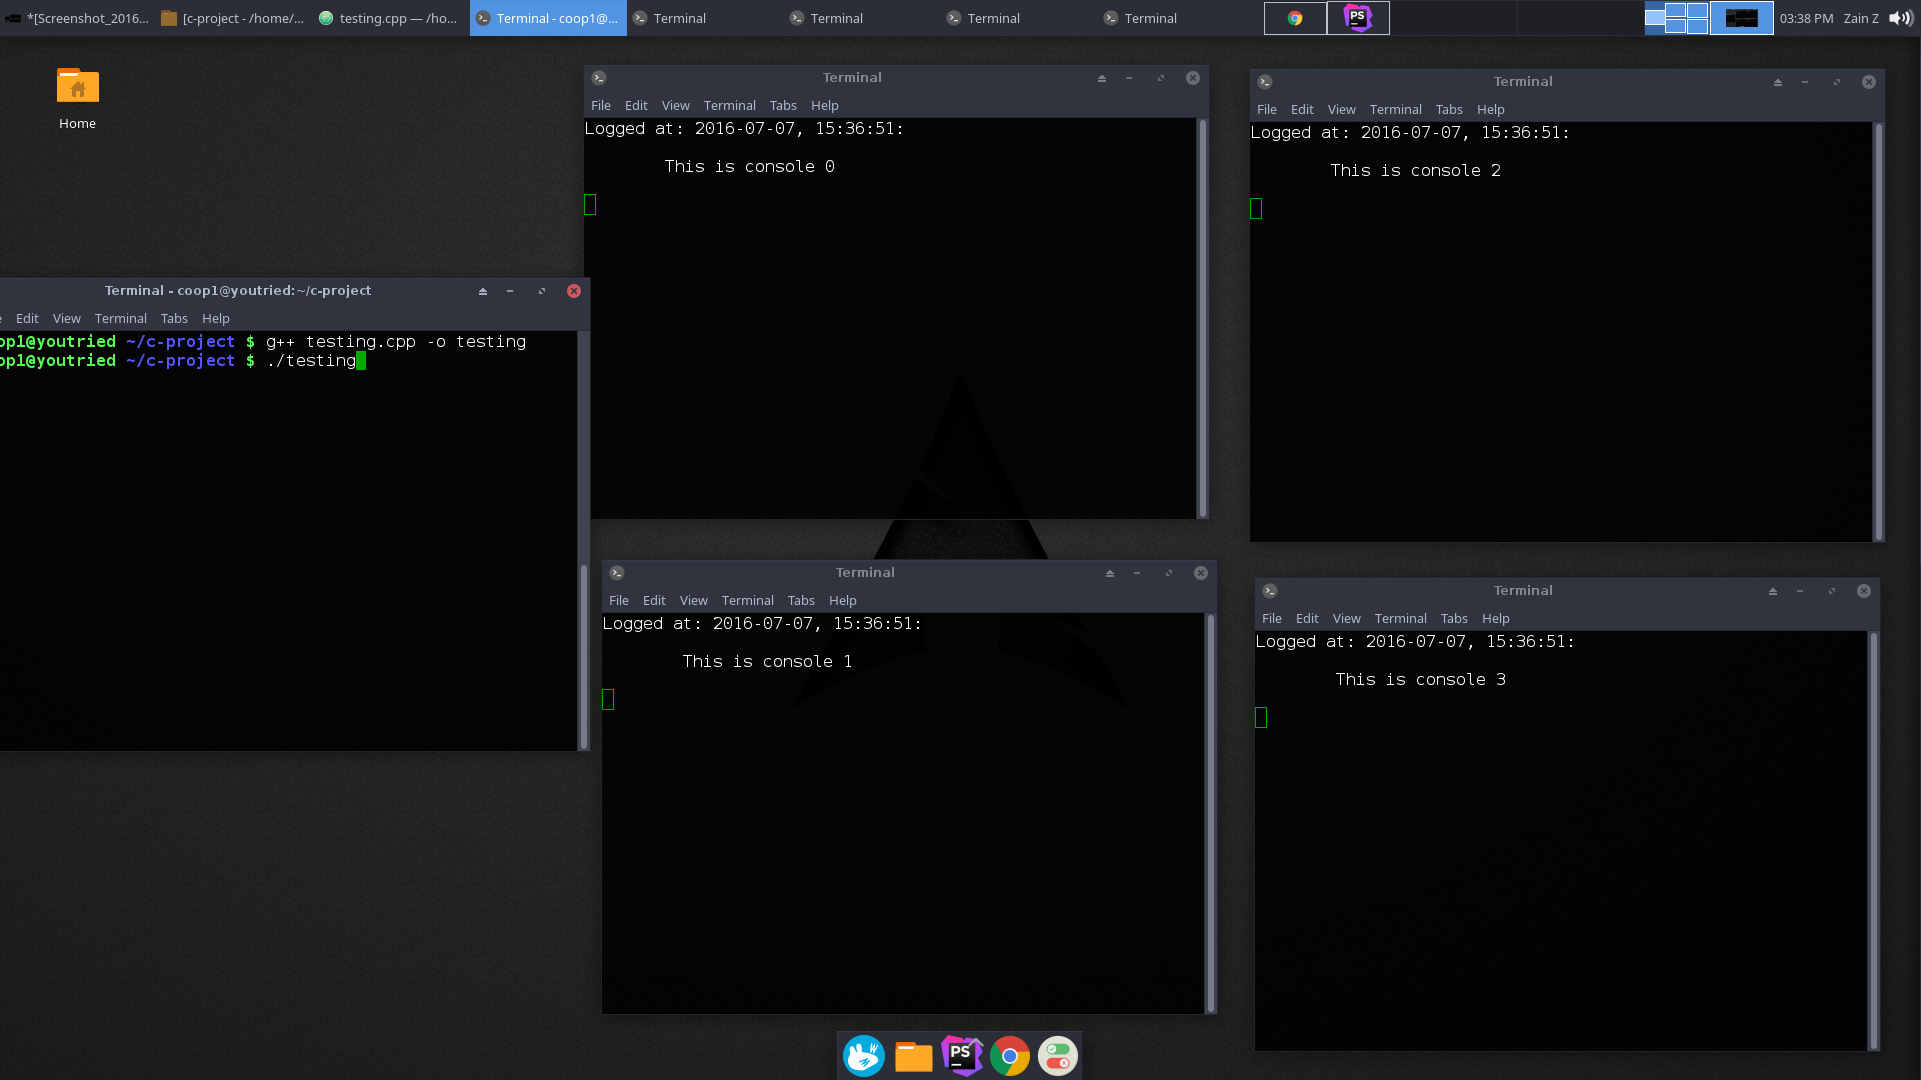 *[Screenshot_2016... [c-project - /home/... testing.cpp — /ho... Terminal - coop1@... Terminal Terminal Terminal Terminal PS 03:38 PM Zain Z
Home
Terminal
File Edit View Terminal Tabs Help
Logged at: 2016-07-07, 15:36:51:
This is console 0
Terminal
File Edit View Terminal Tabs Help
Logged at: 2016-07-07, 15:36:51:
This is console 2
Terminal - coop1@youtried:~/c-project
e Edit View Terminal Tabs Help
op1@youtried ~/c-project $ g++ testing.cpp -o testing
op1@youtried ~/c-project $ ./testing
Terminal
File Edit View Terminal Tabs Help
Logged at: 2016-07-07, 15:36:51:
This is console 1
Terminal
File Edit View Terminal Tabs Help
Logged at: 2016-07-07, 15:36:51:
This is console 3
PS